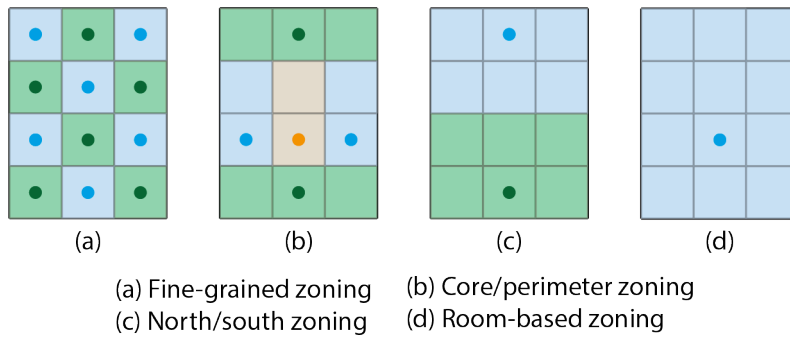 (a) (b) (c) (d)
(a) Fine-grained zoning (b) Core/perimeter zoning
(c) North/south zoning (d) Room-based zoning